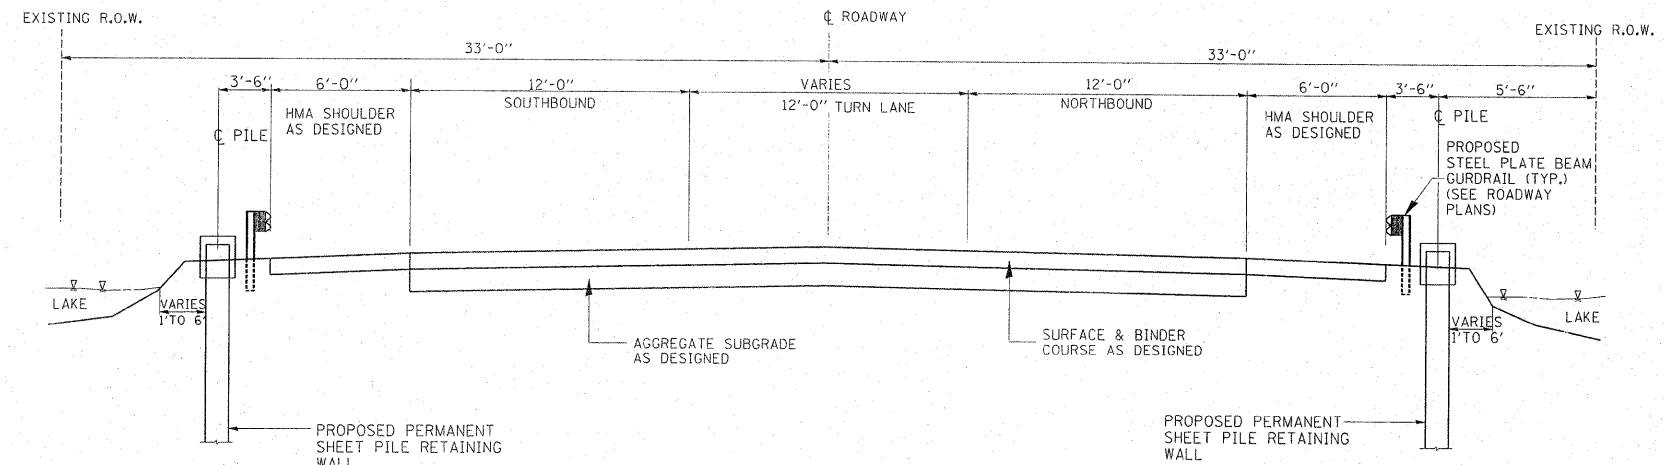 EXISTING R.O.W.
℄ ROADWAY
EXISTING R.O.W.
33'-0"
33'-0"
3'-6"
6'-0"
12'-0"
VARIES
12'-0"
6'-0"
3'-6"
5'-6"
HMA SHOULDER
AS DESIGNED
SOUTHBOUND
12'-0" TURN LANE
NORTHBOUND
HMA SHOULDER
AS DESIGNED
℄ PILE
℄ PILE
PROPOSED
STEEL PLATE BEAM
GURDRAIL (TYP.)
(SEE ROADWAY
PLANS)
LAKE
VARIES
1'TO 6'
LAKE
VARIES
1'TO 6'
AGGREGATE SUBGRADE
AS DESIGNED
SURFACE & BINDER
COURSE AS DESIGNED
PROPOSED PERMANENT
SHEET PILE RETAINING
WALL
PROPOSED PERMANENT
SHEET PILE RETAINING
WALL